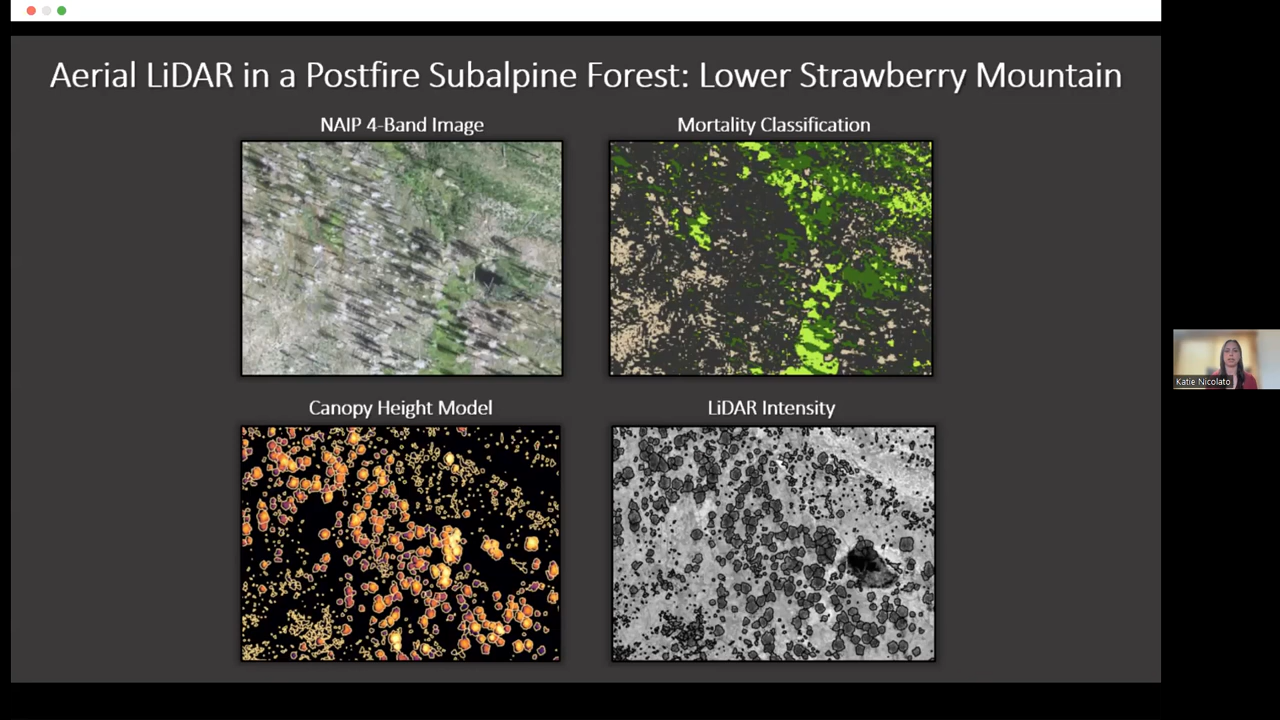 Aerial LiDAR in a Postfire Subalpine Forest: Lower Strawberry Mountain
NAIP 4-Band Image
Mortality Classification
Canopy Height Model
LiDAR Intensity
Katie Nicolato